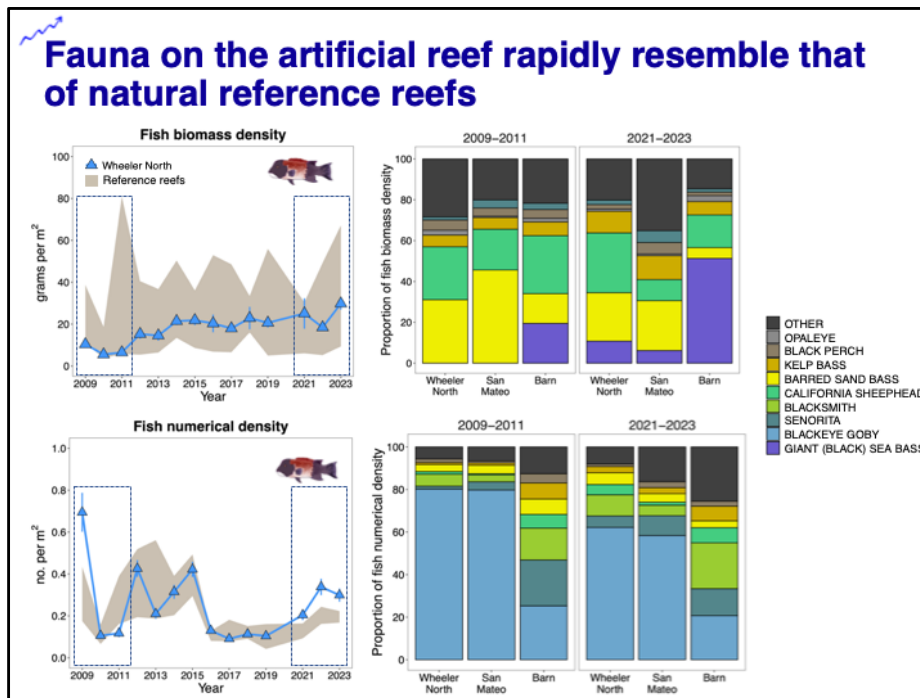 Fauna on the artificial reef rapidly resemble that
of natural reference reefs
Fish biomass density
100
80
60
40
20
0
grams per m²
Wheeler North
Reference reefs
2009 2011 2013 2015 2017 2019 2021 2023
Year
2009–2011
2021–2023
Proportion of fish biomass density
100
80
60
40
20
0
Wheeler
North
San
Mateo
Barn
Wheeler
North
San
Mateo
Barn
Fish numerical density
1.0
0.8
0.6
0.4
0.2
0.0
no. per m²
2009 2011 2013 2015 2017 2019 2021 2023
Year
2009–2011
2021–2023
Proportion of fish numerical density
100
80
60
40
20
0
Wheeler
North
San
Mateo
Barn
Wheeler
North
San
Mateo
Barn
OTHER
OPALEYE
BLACK PERCH
KELP BASS
BARRED SAND BASS
CALIFORNIA SHEEPHEAD
BLACKSMITH
SENORITA
BLACKEYE GOBY
GIANT (BLACK) SEA BASS